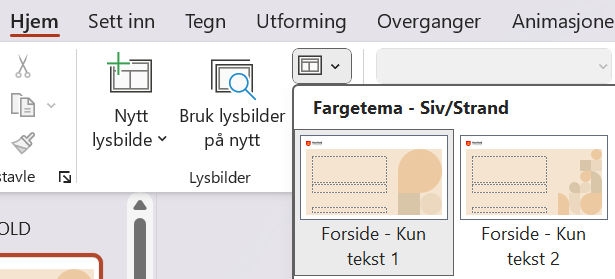 Hjem Sett inn Tegn Utforming Overganger Animasjone
Nytt lysbilde
Bruk lysbilder på nytt
stavle
Lysbilder
Fargetema - Siv/Strand
Forside - Kun tekst 1
Forside - Kun tekst 2
OLD